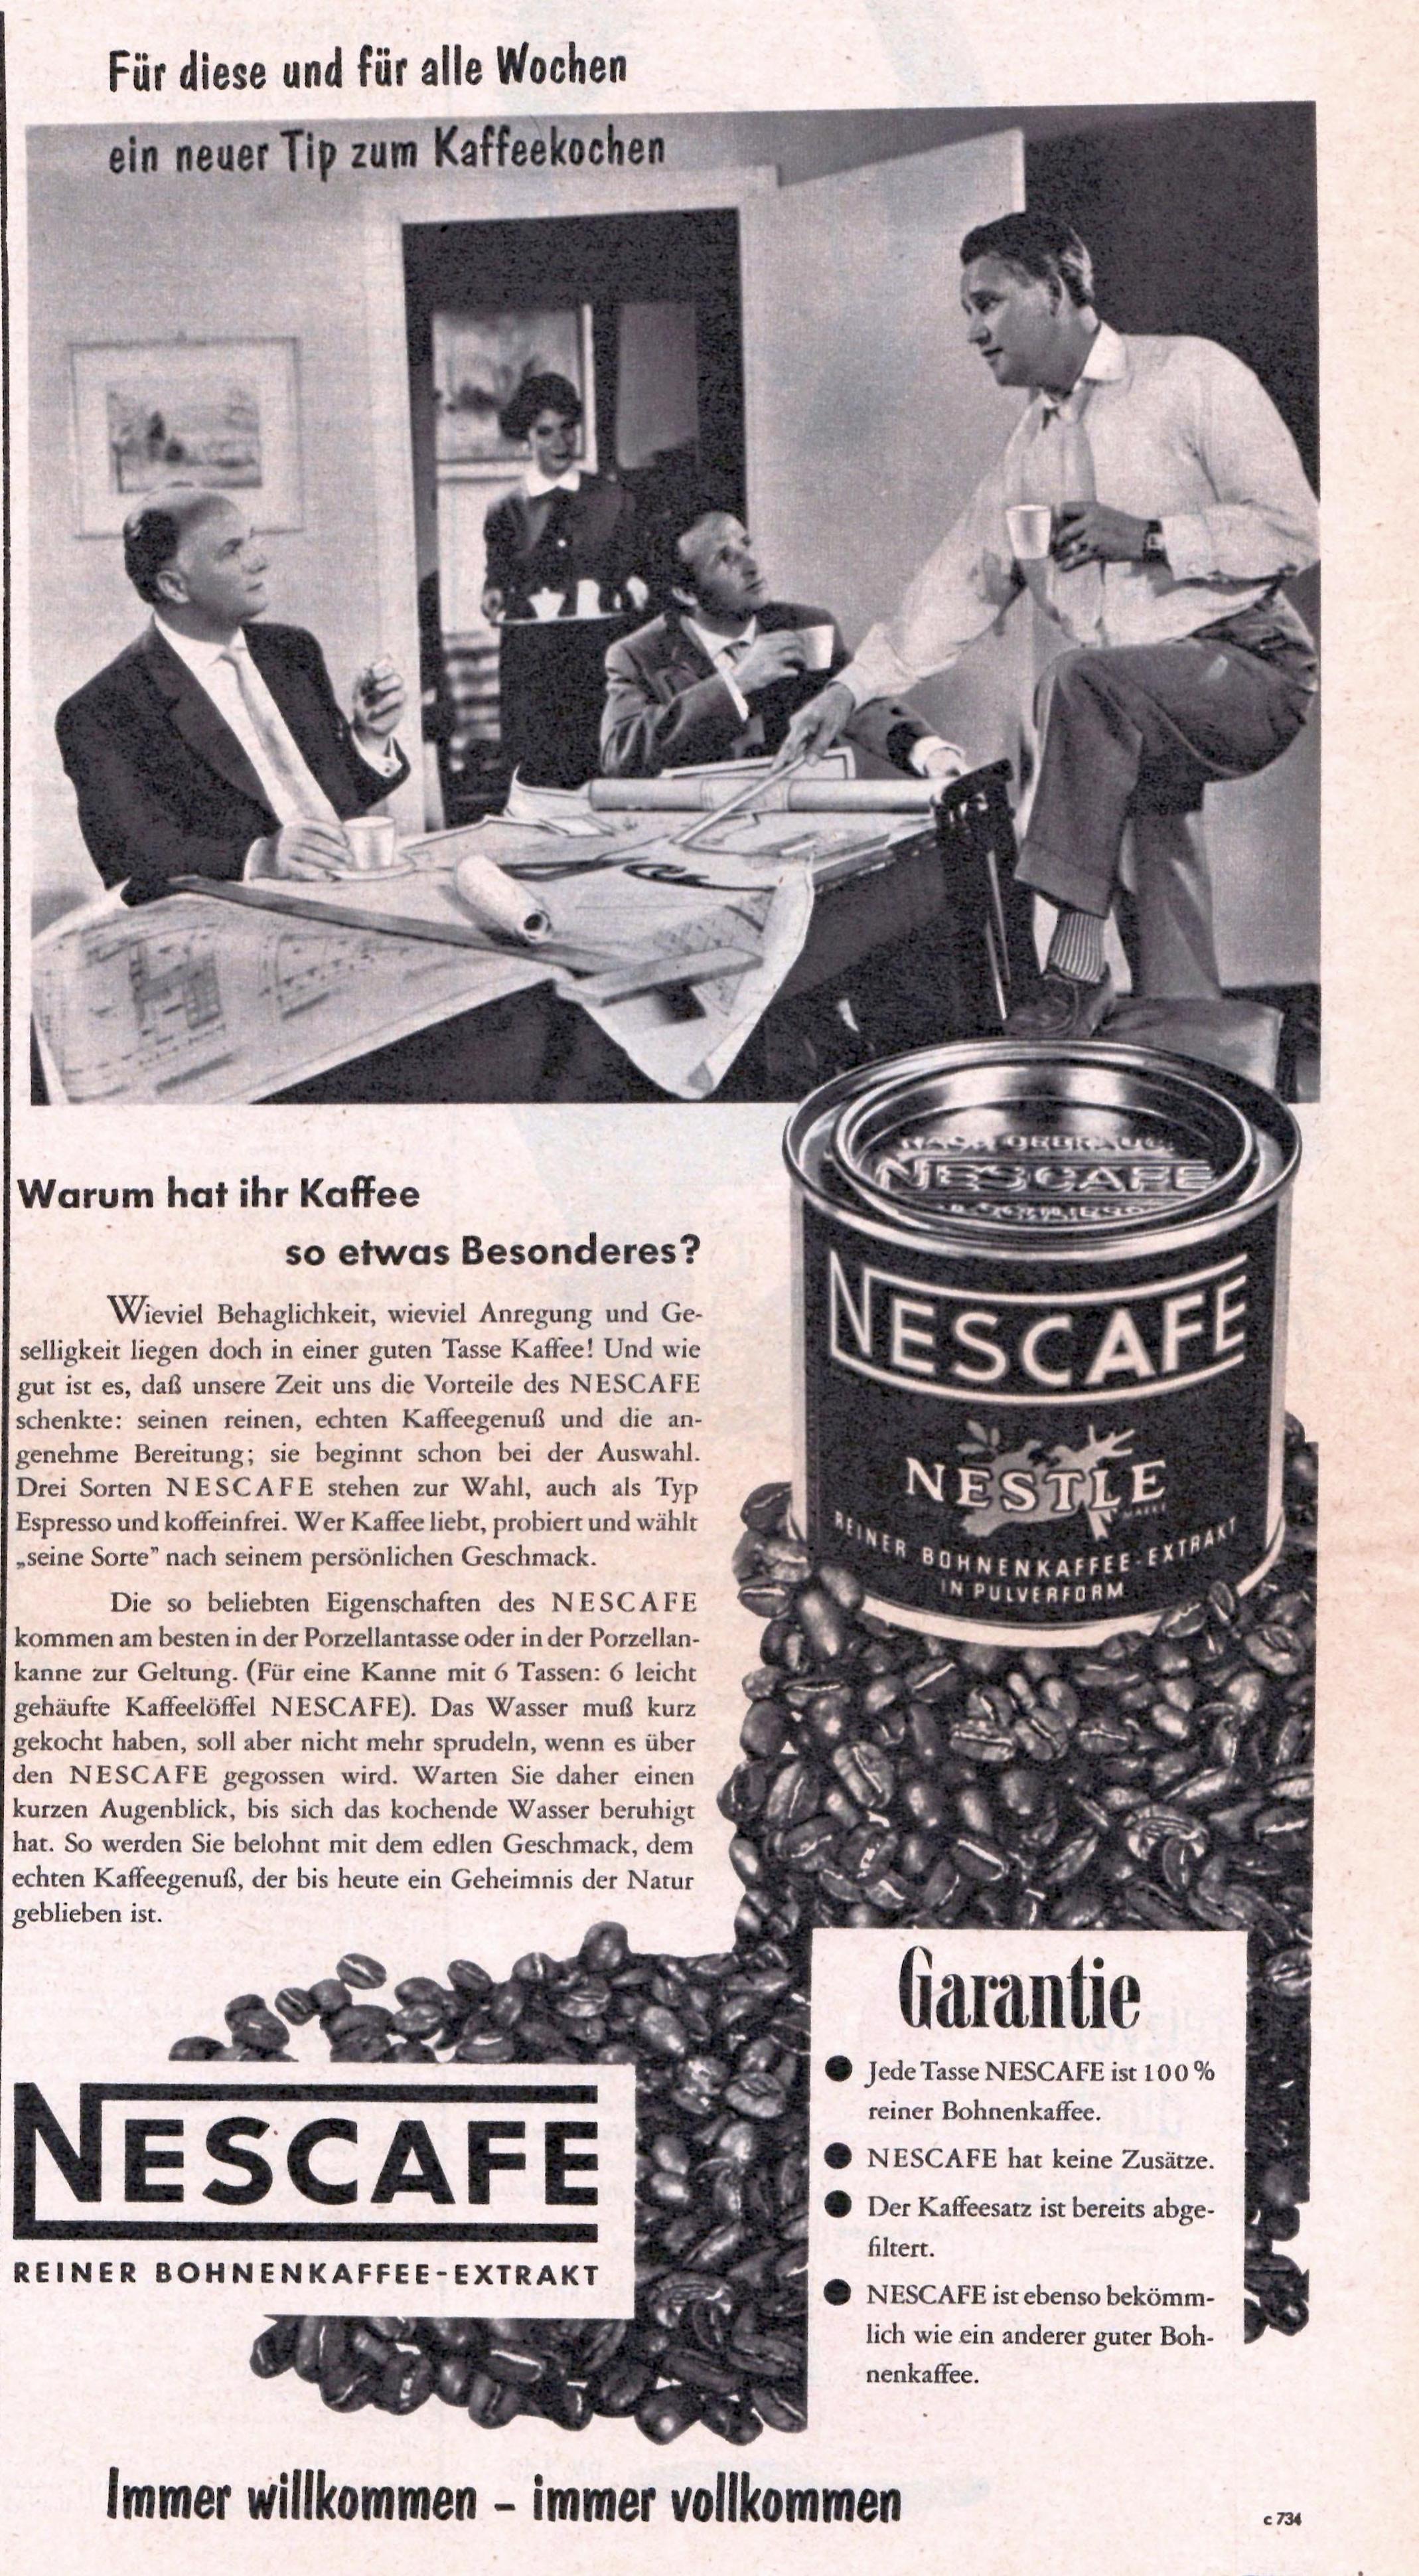 Für diese und für alle Wochen
ein neuer Tip zum Kaffeekochen
Warum hat ihr Kaffee
so etwas Besonderes?
Wieviel Behaglichkeit, wieviel Anregung und Ge-
selligkeit liegen doch in einer guten Tasse Kaffee! Und wie
gut ist es, daß unsere Zeit uns die Vorteile des NESCAFE
schenkte: seinen reinen, echten Kaffeegenuß und die an-
genehme Bereitung; sie beginnt schon bei der Auswahl.
Drei Sorten NESCAFE stehen zur Wahl, auch als Typ
Espresso und koffeinfrei. Wer Kaffee liebt, probiert und wählt
„seine Sorte” nach seinem persönlichen Geschmack.
Die so beliebten Eigenschaften des NESCAFE
kommen am besten in der Porzellantasse oder in der Porzellan-
kanne zur Geltung. (Für eine Kanne mit 6 Tassen: 6 leicht
gehäufte Kaffeelöffel NESCAFE). Das Wasser muß kurz
gekocht haben, soll aber nicht mehr sprudeln, wenn es über
den NESCAFE gegossen wird. Warten Sie daher einen
kurzen Augenblick, bis sich das kochende Wasser beruhigt
hat. So werden Sie belohnt mit dem edlen Geschmack, dem
echten Kaffeegenuß, der bis heute ein Geheimnis der Natur
geblieben ist.
NACH GEBRAUCH
NESCAFE
NESCAFE
NESTLE
MARKE
REINER BOHNENKAFFEE-EXTRAKT
IN PULVERFORM
NESCAFE
REINER BOHNENKAFFEE-EXTRAKT
Garantie
● Jede Tasse NESCAFE ist 100%
reiner Bohnenkaffee.
● NESCAFE hat keine Zusätze.
● Der Kaffeesatz ist bereits abge-
filtert.
● NESCAFE ist ebenso bekömm-
lich wie ein anderer guter Boh-
nenkaffee.
Immer willkommen – immer vollkommen
c 734